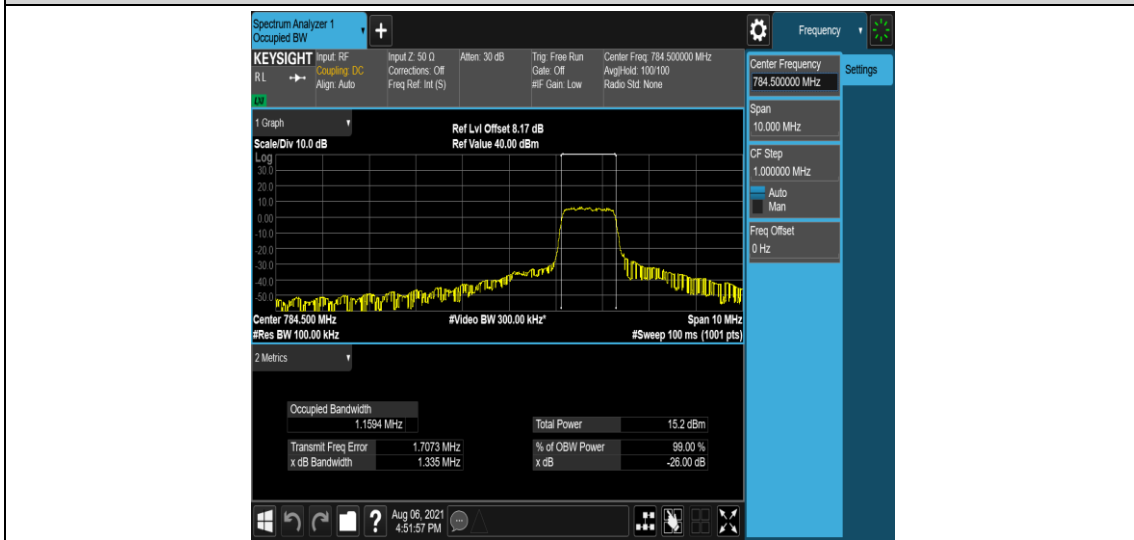 Spectrum Analyzer 1
Occupied BW
+
Frequency
KEYSIGHT
RL
LXI
Input: RF
Coupling: DC
Align: Auto
Input Z: 50 Ω
Corrections: Off
Freq Ref: Int (S)
Atten: 30 dB
Trig: Free Run
Gate: Off
#IF Gain: Low
Center Freq: 784.500000 MHz
Avg|Hold: 100/100
Radio Std: None
Center Frequency
784.500000 MHz
Settings
Span
10.000 MHz
CF Step
1.000000 MHz
Auto
Man
Freq Offset
0 Hz
1 Graph
Scale/Div 10.0 dB
Ref Lvl Offset 8.17 dB
Ref Value 40.00 dBm
Log
30.0
20.0
10.0
0.00
-10.0
-20.0
-30.0
-40.0
-50.0
Center 784.500 MHz
#Video BW 300.00 kHz*
Span 10 MHz
#Res BW 100.00 kHz
#Sweep 100 ms (1001 pts)
2 Metrics
Occupied Bandwidth
1.1594 MHz
Total Power 15.2 dBm
Transmit Freq Error 1.7073 MHz
% of OBW Power 99.00 %
x dB Bandwidth 1.335 MHz
x dB -26.00 dB
?
Aug 06, 2021
4:51:57 PM